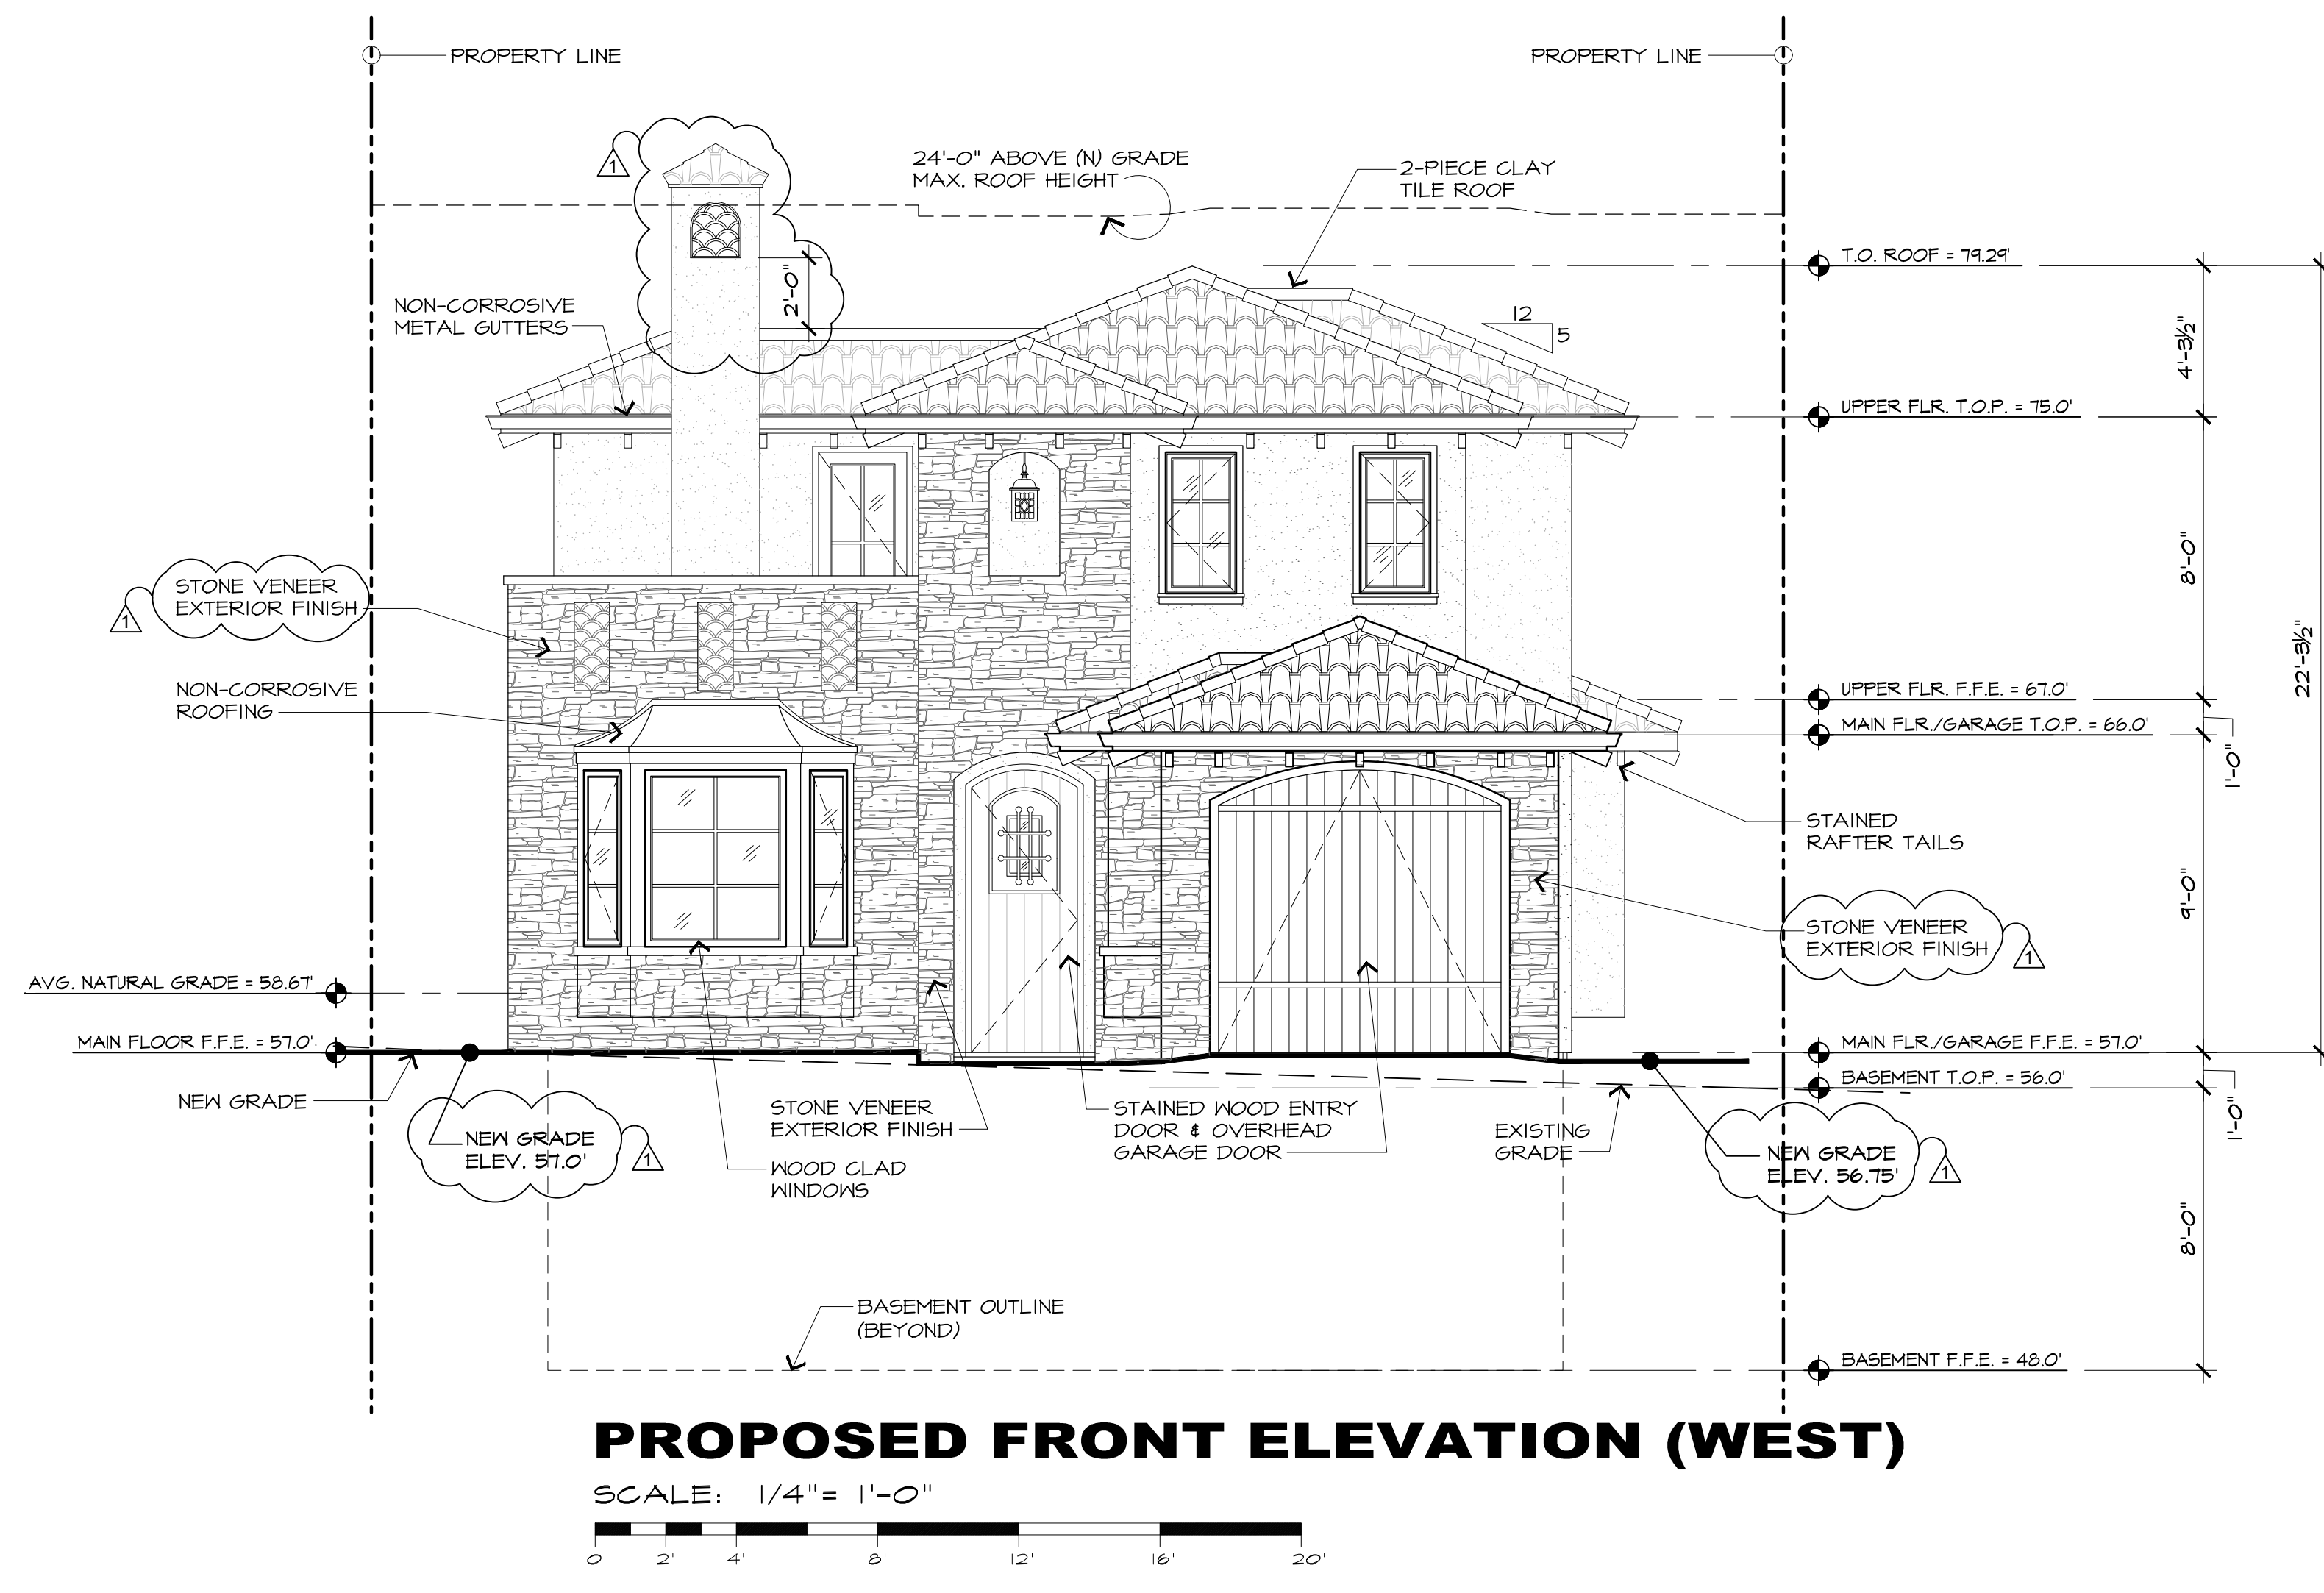 PROPERTY LINE
PROPERTY LINE
1
24'-0" ABOVE (N) GRADE
MAX. ROOF HEIGHT
2-PIECE CLAY
TILE ROOF
T.O. ROOF = 79.29'
2'-0"
NON-CORROSIVE
METAL GUTTERS
12
5
4'-3½"
UPPER FLR. T.O.P. = 75.0'
8'-0"
STONE VENEER
EXTERIOR FINISH
1
22'-3½"
NON-CORROSIVE
ROOFING
UPPER FLR. F.F.E. = 67.0'
MAIN FLR./GARAGE T.O.P. = 66.0'
1'-0"
STAINED
RAFTER TAILS
9'-0"
STONE VENEER
EXTERIOR FINISH
1
AVG. NATURAL GRADE = 58.67'
MAIN FLOOR F.F.E. = 57.0'
MAIN FLR./GARAGE F.F.E. = 57.0'
BASEMENT T.O.P. = 56.0'
1'-0"
NEW GRADE
NEW GRADE
ELEV. 57.0'
1
STONE VENEER
EXTERIOR FINISH
WOOD CLAD
WINDOWS
STAINED WOOD ENTRY
DOOR & OVERHEAD
GARAGE DOOR
EXISTING
GRADE
NEW GRADE
ELEV. 56.75'
1
8'-0"
BASEMENT OUTLINE
(BEYOND)
BASEMENT F.F.E. = 48.0'
PROPOSED FRONT ELEVATION (WEST)
SCALE: 1/4"= 1'-0"
0 2' 4' 8' 12' 16' 20'